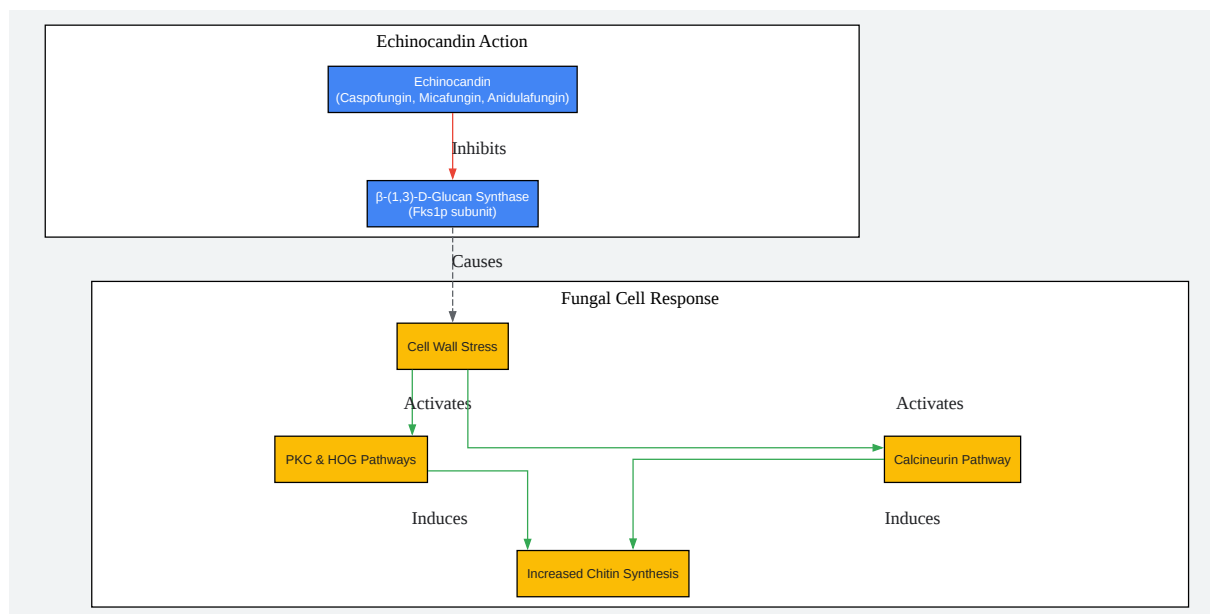 Echinocandin Action
Echinocandin
(Caspofungin, Micafungin, Anidulafungin)
Inhibits
β-(1,3)-D-Glucan Synthase
(Fks1p subunit)
Causes
Fungal Cell Response
Cell Wall Stress
Activates
Activates
PKC & HOG Pathways
Calcineurin Pathway
Induces
Induces
Increased Chitin Synthesis